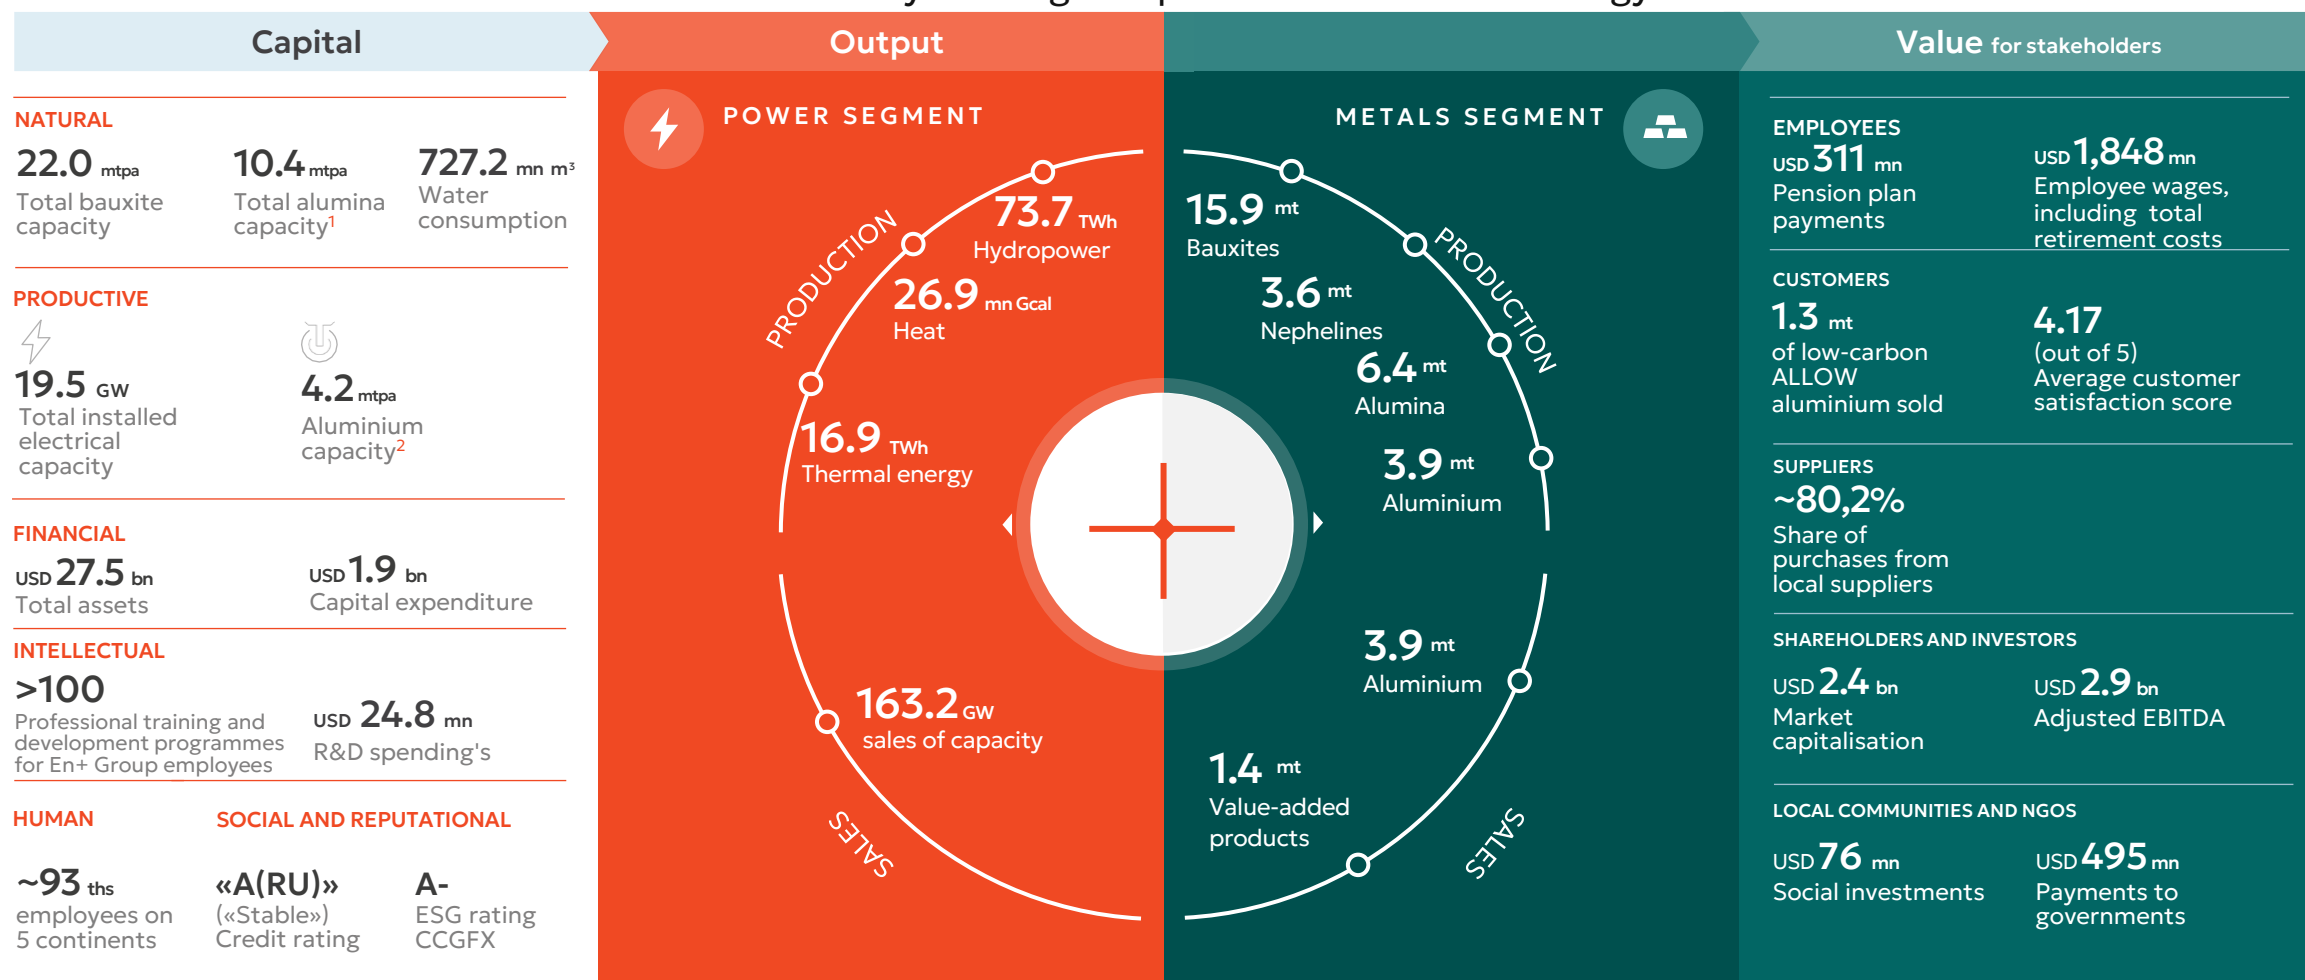 Capital
Output
Value for stakeholders
NATURAL
22.0 mtpa
Total bauxite
capacity
10.4 mtpa
Total alumina
capacity1
727.2 mn m³
Water
consumption
PRODUCTIVE
19.5 GW
Total installed
electrical
capacity
4.2 mtpa
Aluminium
capacity2
FINANCIAL
USD 27.5 bn
Total assets
USD 1.9 bn
Capital expenditure
INTELLECTUAL
>100
Professional training and
development programmes
for En+ Group employees
USD 24.8 mn
R&D spending's
HUMAN
~93 ths
employees on
5 continents
SOCIAL AND REPUTATIONAL
«A(RU)»
(«Stable»)
Credit rating
A-
ESG rating
CCGFX
POWER SEGMENT
PRODUCTION
73.7 TWh
Hydropower
26.9 mn Gcal
Heat
16.9 TWh
Thermal energy
163.2 GW
sales of capacity
SALES
METALS SEGMENT
PRODUCTION
15.9 mt
Bauxites
3.6 mt
Nephelines
6.4 mt
Alumina
3.9 mt
Aluminium
3.9 mt
Aluminium
1.4 mt
Value-added
products
SALES
EMPLOYEES
USD 311 mn
Pension plan
payments
USD 1,848 mn
Employee wages,
including total
retirement costs
CUSTOMERS
1.3 mt
of low-carbon
ALLOW
aluminium sold
4.17
(out of 5)
Average customer
satisfaction score
SUPPLIERS
~80,2%
Share of
purchases from
local suppliers
SHAREHOLDERS AND INVESTORS
USD 2.4 bn
Market
capitalisation
USD 2.9 bn
Adjusted EBITDA
LOCAL COMMUNITIES AND NGOS
USD 76 mn
Social investments
USD 495 mn
Payments to
governments